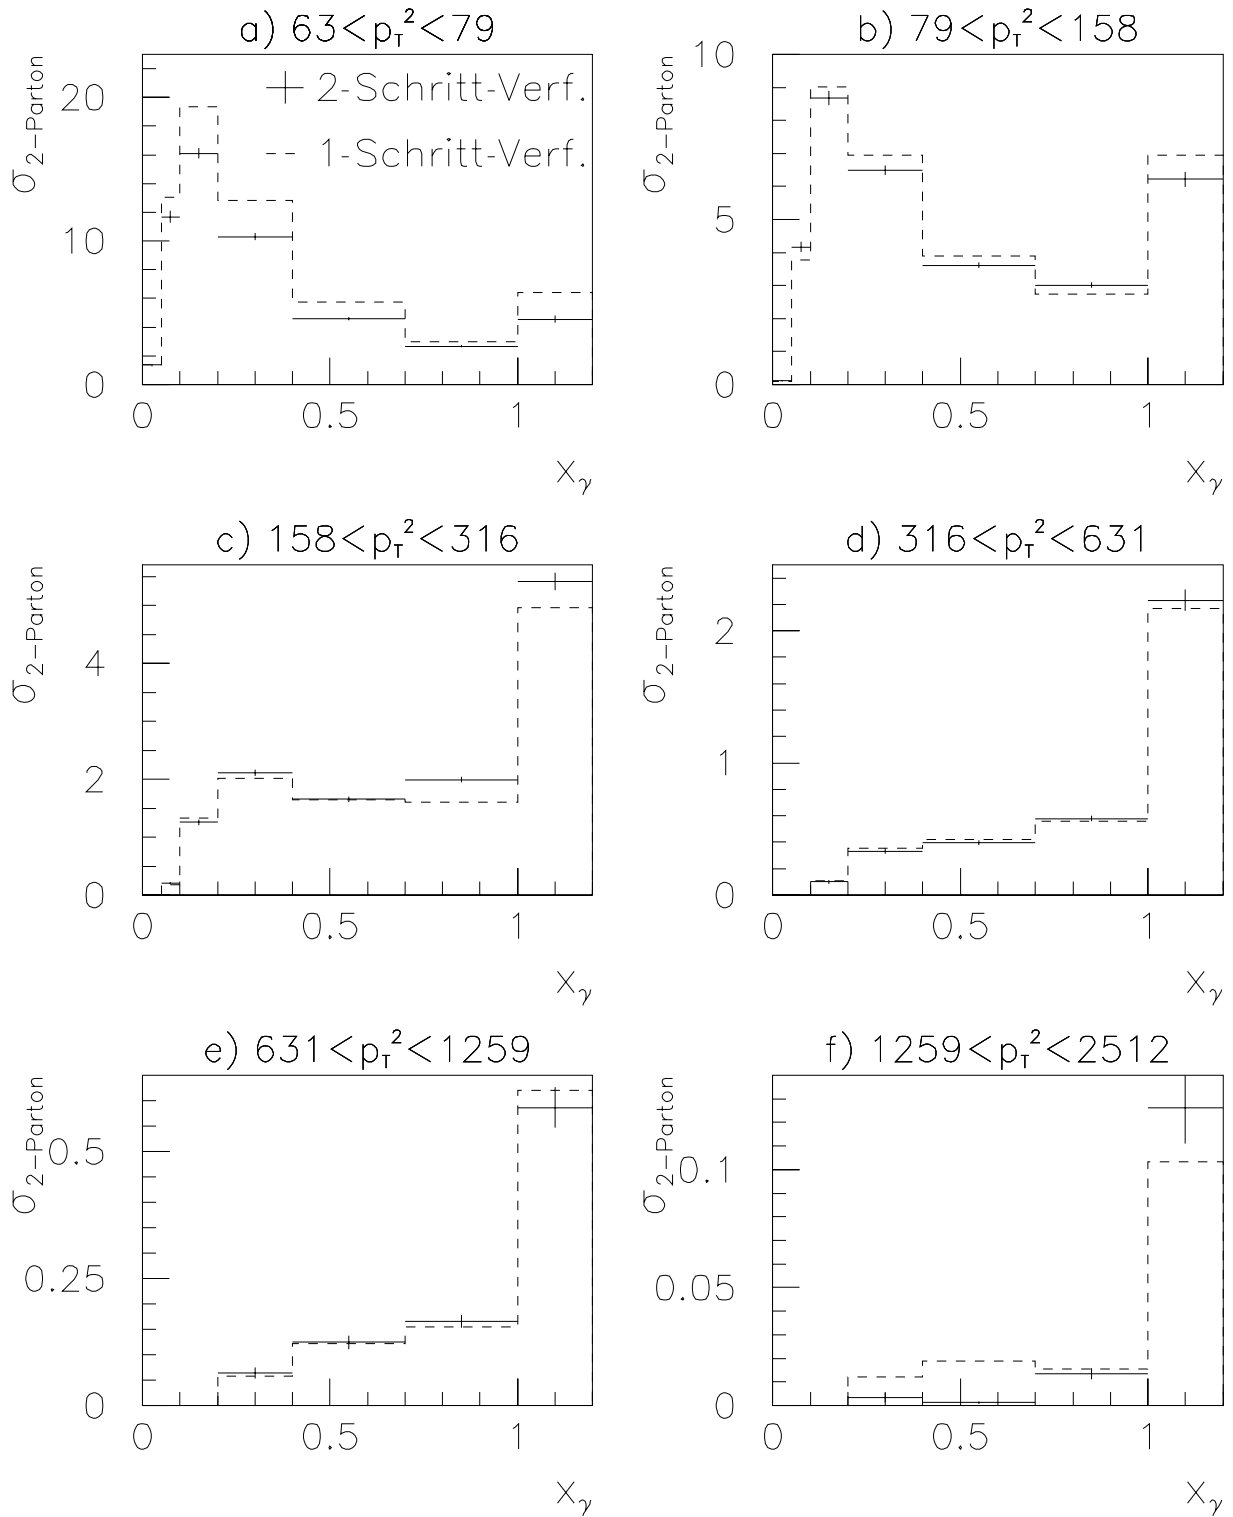 a) 63<p_T^2<79
σ_2-Parton
20
10
0
2-Schritt-Verf.
1-Schritt-Verf.
0 0.5 1
x_γ
b) 79<p_T^2<158
σ_2-Parton
10
5
0
0 0.5 1
x_γ
c) 158<p_T^2<316
σ_2-Parton
4
2
0
0 0.5 1
x_γ
d) 316<p_T^2<631
σ_2-Parton
2
1
0
0 0.5 1
x_γ
e) 631<p_T^2<1259
σ_2-Parton
0.5
0.25
0
0 0.5 1
x_γ
f) 1259<p_T^2<2512
σ_2-Parton
0.1
0.05
0
0 0.5 1
x_γ